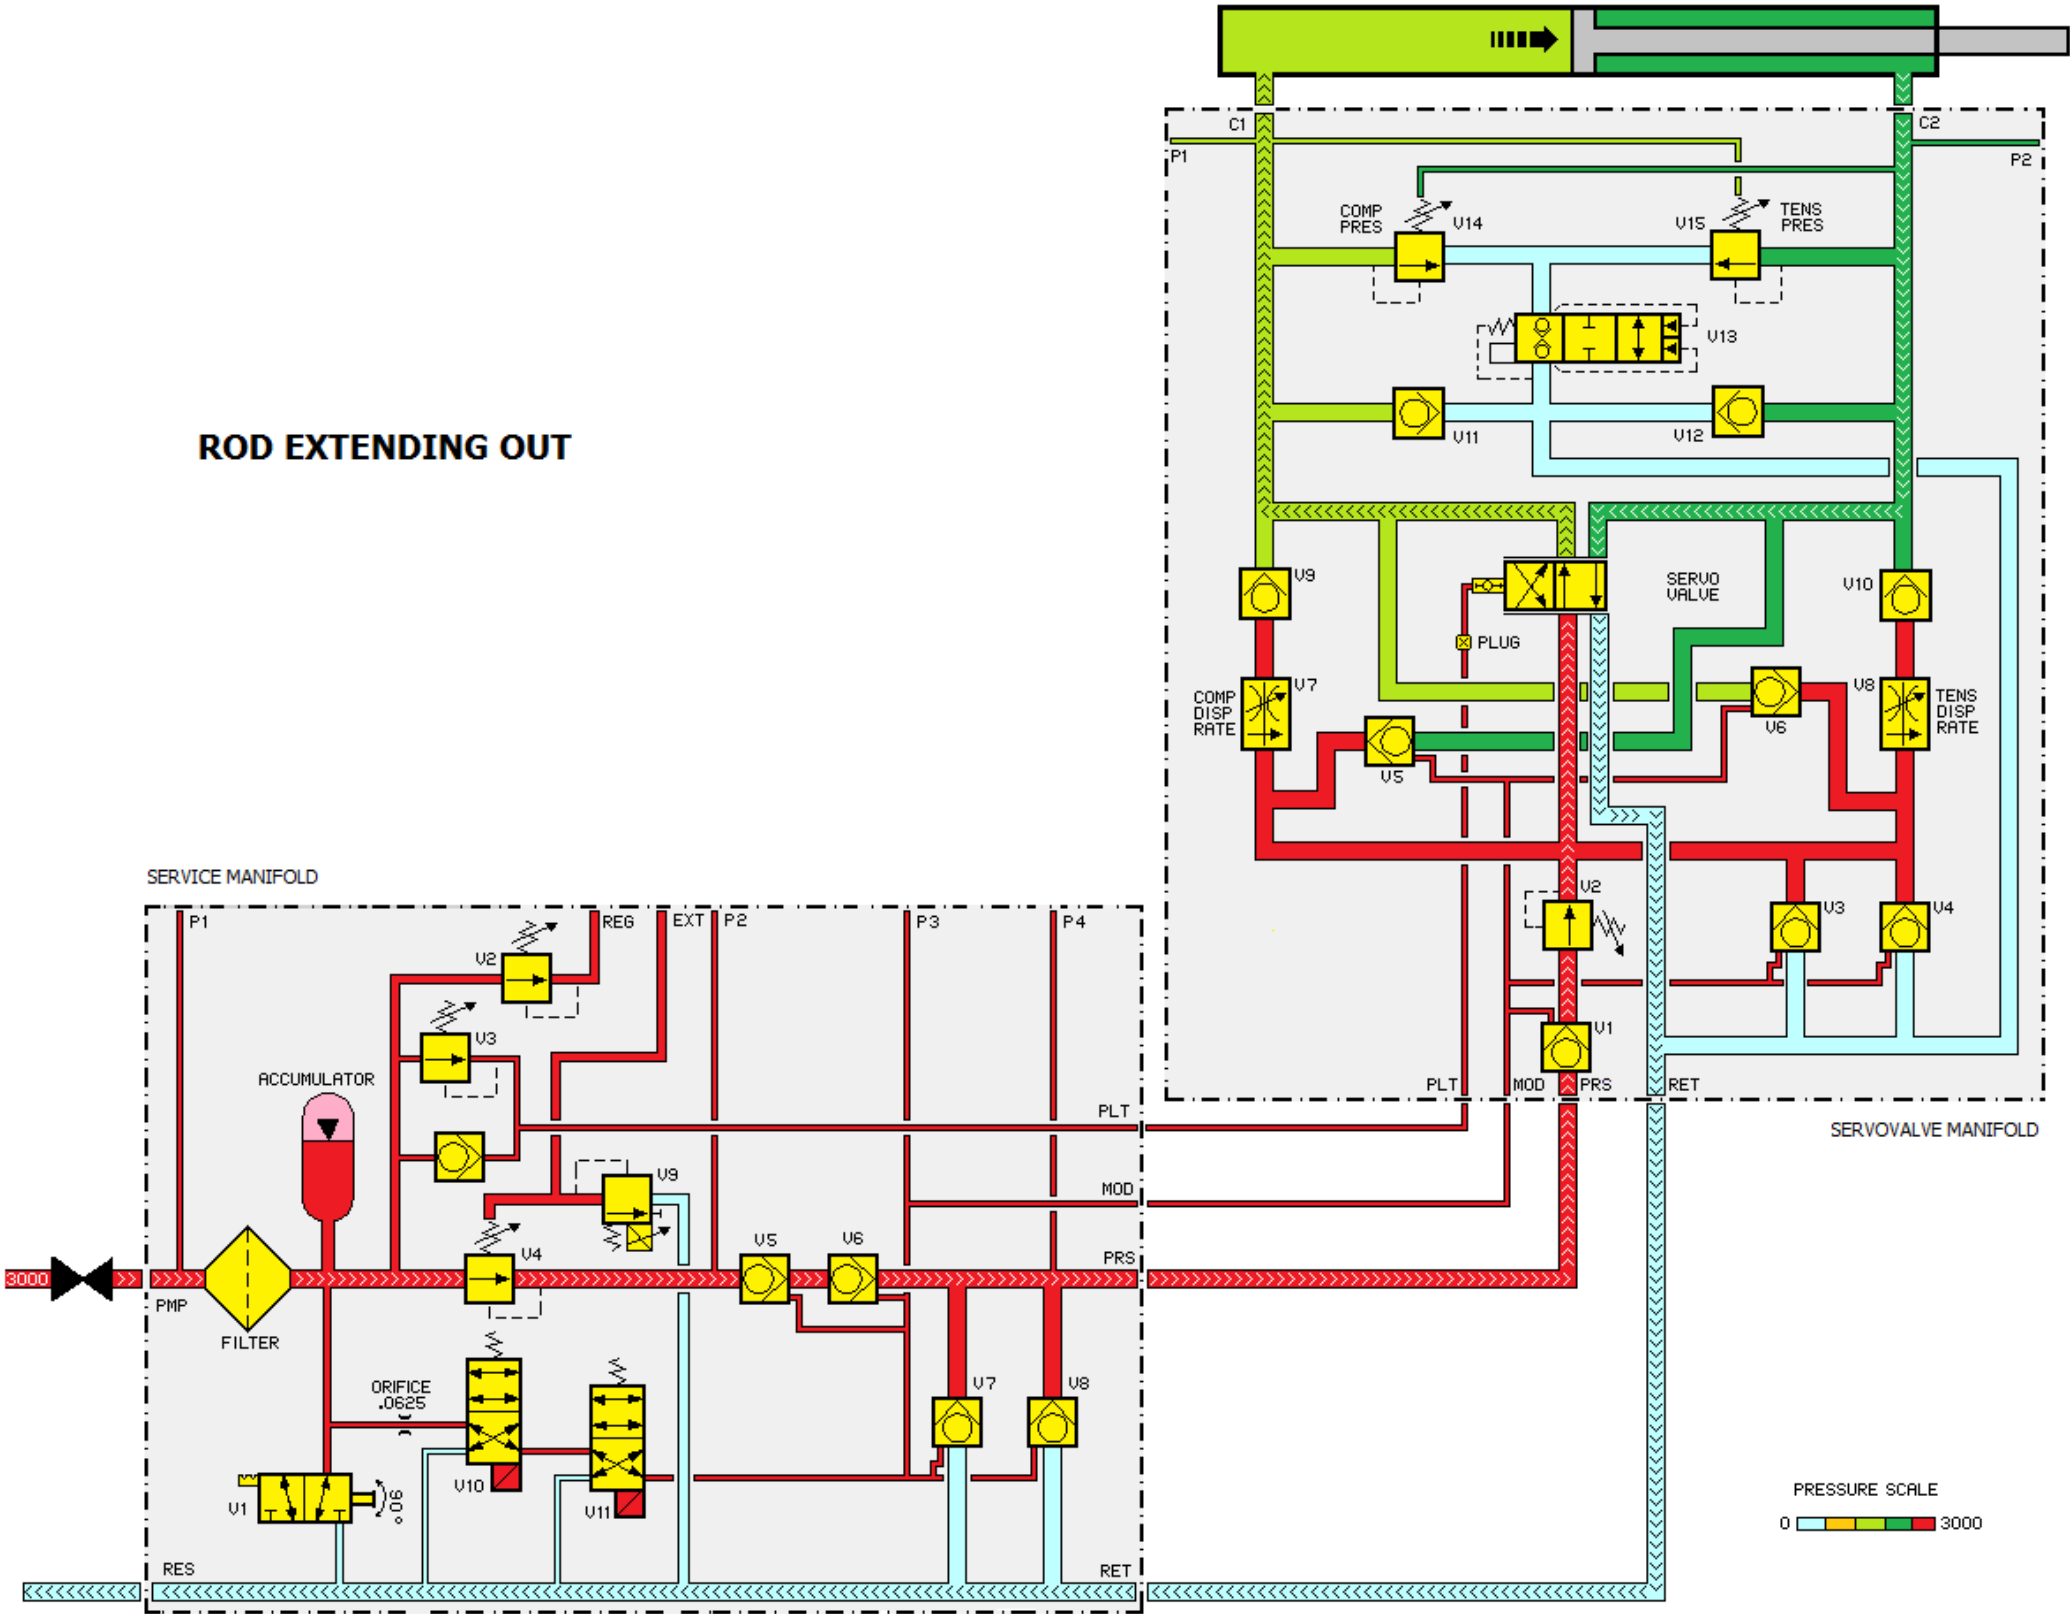 C1
C2
P1
P2
COMP
PRES
V14
V15
TENS
PRES
V13
V11
V12
ROD EXTENDING OUT
V9
SERVO
VALVE
V10
PLUG
COMP
DISP
RATE
V7
V5
V6
V8
TENS
DISP
RATE
V2
V3
V4
V1
PLT
MOD
PRS
RET
SERVOVALVE MANIFOLD
SERVICE MANIFOLD
P1
REG
EXT
P2
P3
P4
V2
V3
ACCUMULATOR
PLT
V9
MOD
V4
V5
V6
PRS
3000
PMP
FILTER
ORIFICE
.0625
V7
V8
V10
V11
V1
90°
RES
RET
PRESSURE SCALE
0
3000